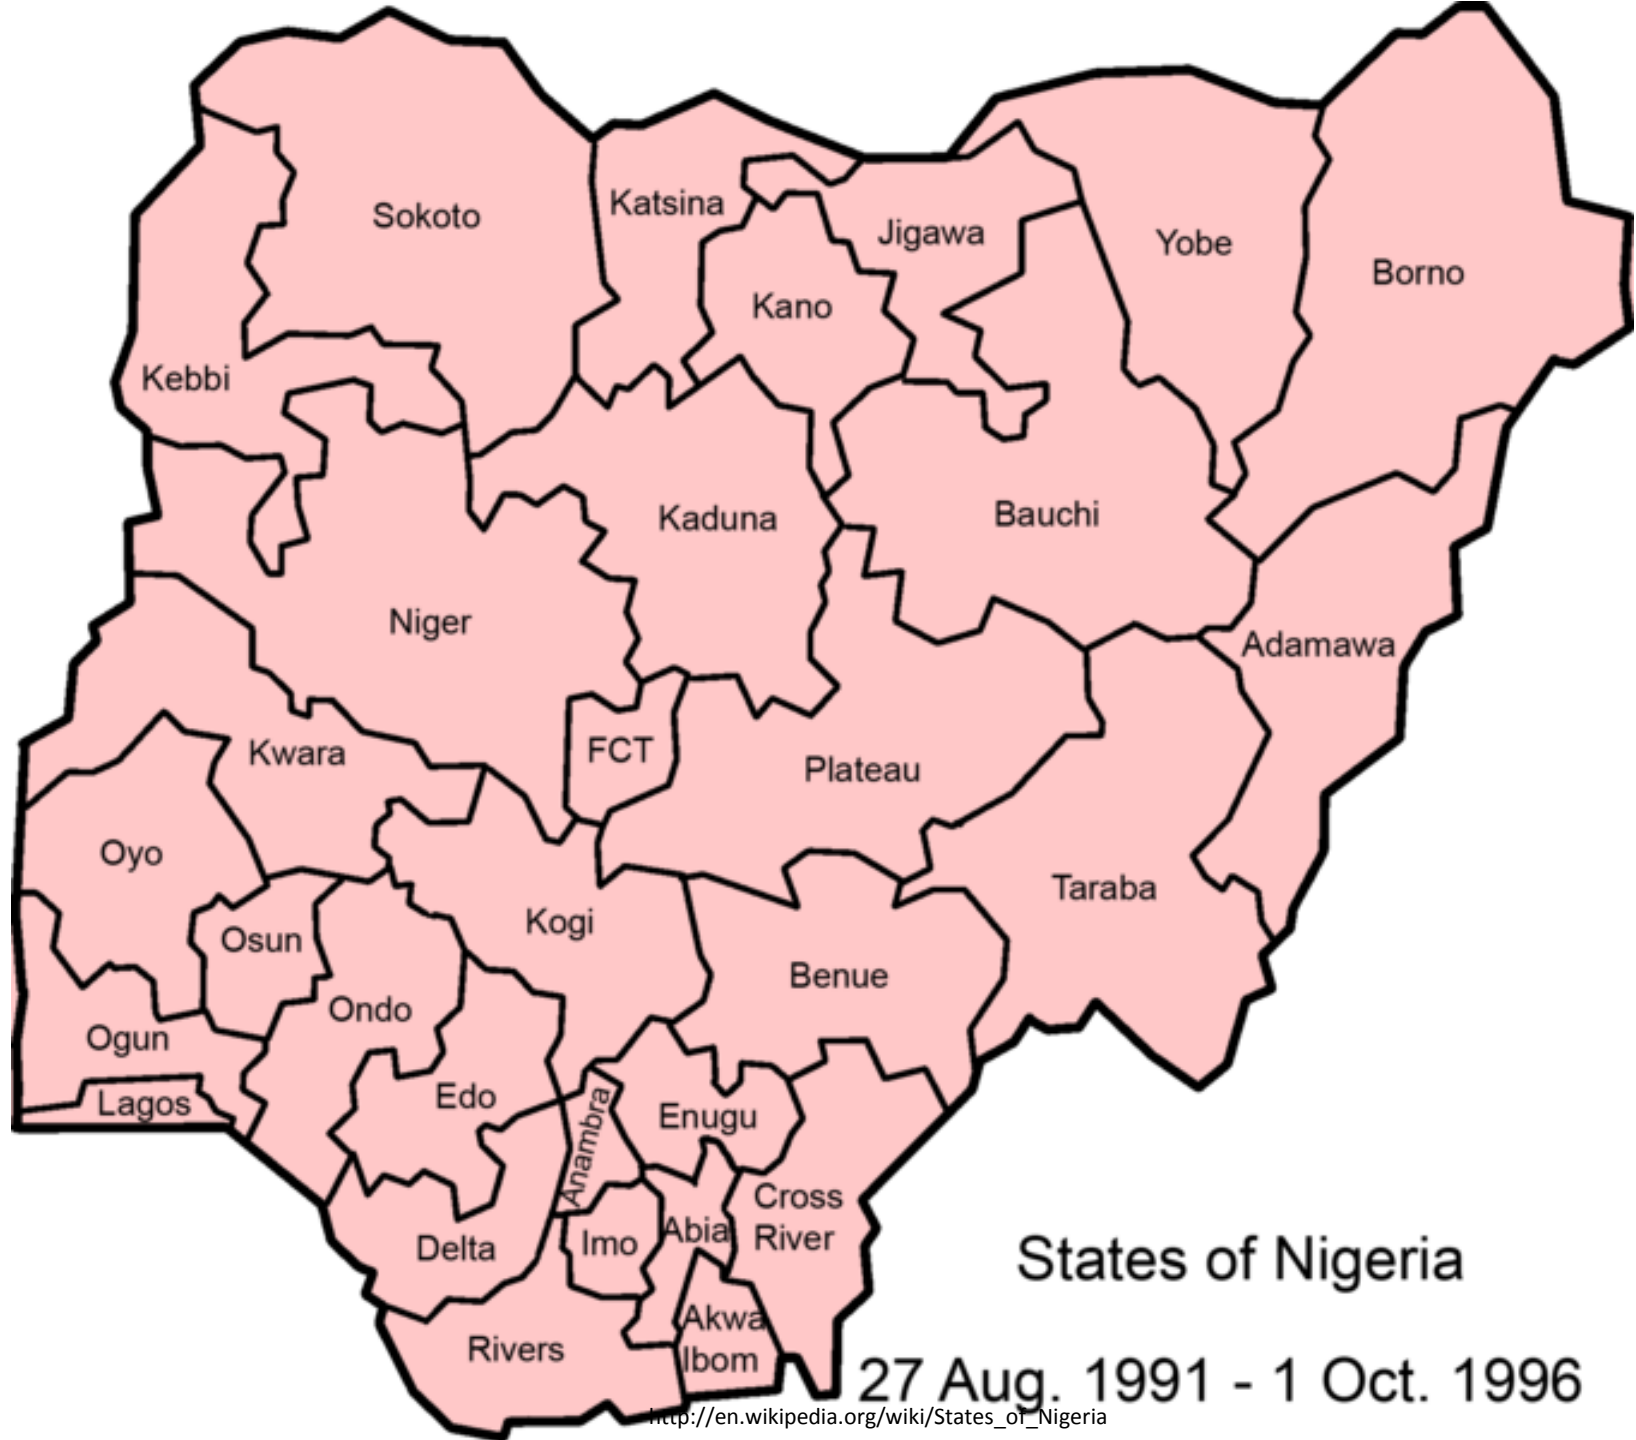 Sokoto
Katsina
Jigawa
Yobe
Borno
Kano
Kebbi
Kaduna
Bauchi
Niger
Adamawa
Kwara
FCT
Plateau
Oyo
Taraba
Osun
Kogi
Benue
Ondo
Ogun
Edo
Lagos
Anambra
Enugu
Cross
River
Delta
Imo
Abia
Akwa
Ibom
Rivers
States of Nigeria
27 Aug. 1991 - 1 Oct. 1996
http://en.wikipedia.org/wiki/States_of_Nigeria